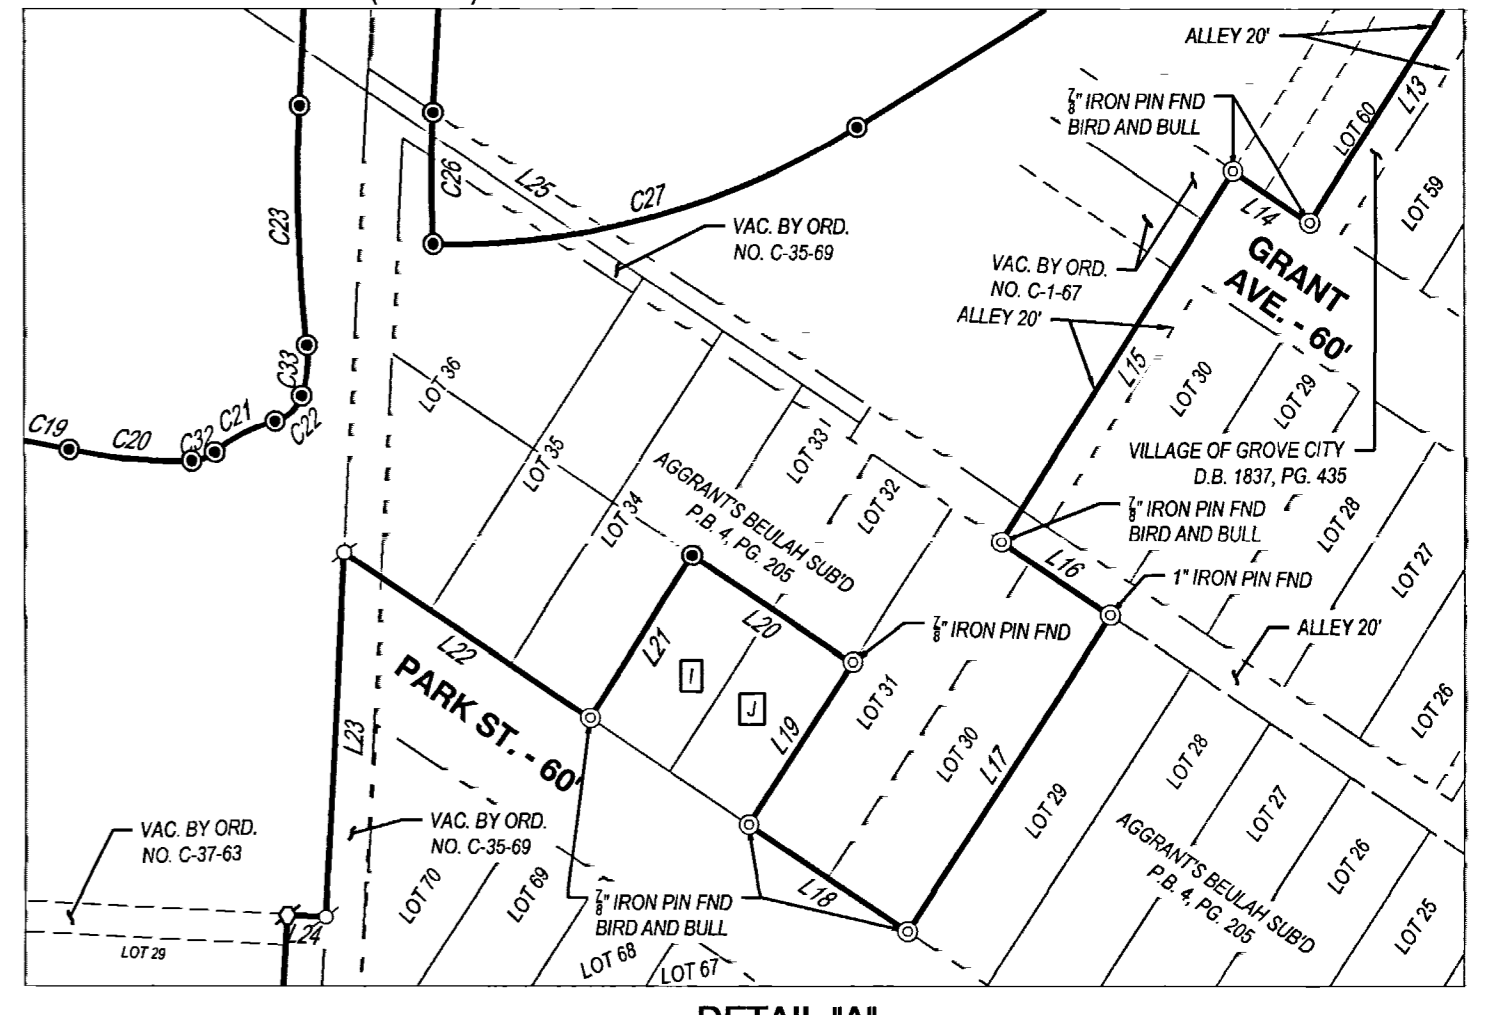 ALLEY 20'
L13
⅞" IRON PIN FND
BIRD AND BULL
LOT 60
LOT 59
L14
C26
L25
C27
C23
VAC. BY ORD.
NO. C-35-69
VAC. BY ORD.
NO. C-1-67
GRANT
AVE. - 60'
ALLEY 20'
L15
LOT 30
LOT 29
C33
LOT 36
C19
C20
C32
C21
C22
LOT 35
LOT 34
LOT 33
LOT 32
AGGRANT'S BEULAH SUB'D
P.B. 4, PG. 205
VILLAGE OF GROVE CITY
D.B. 1837, PG. 435
⅞" IRON PIN FND
BIRD AND BULL
LOT 28
LOT 27
LOT 26
L16
1" IRON PIN FND
ALLEY 20'
⅞" IRON PIN FND
L20
L21
L22
PARK ST. - 60'
I
J
L19
LOT 31
LOT 30
L17
LOT 29
LOT 28
LOT 27
LOT 26
LOT 25
AGGRANT'S BEULAH SUB'D
P.B. 4, PG. 205
L23
VAC. BY ORD.
NO. C-37-63
VAC. BY ORD.
NO. C-35-69
LOT 70
LOT 69
⅞" IRON PIN FND
BIRD AND BULL
L18
L24
LOT 29
LOT 68
LOT 67
DETAIL "A"